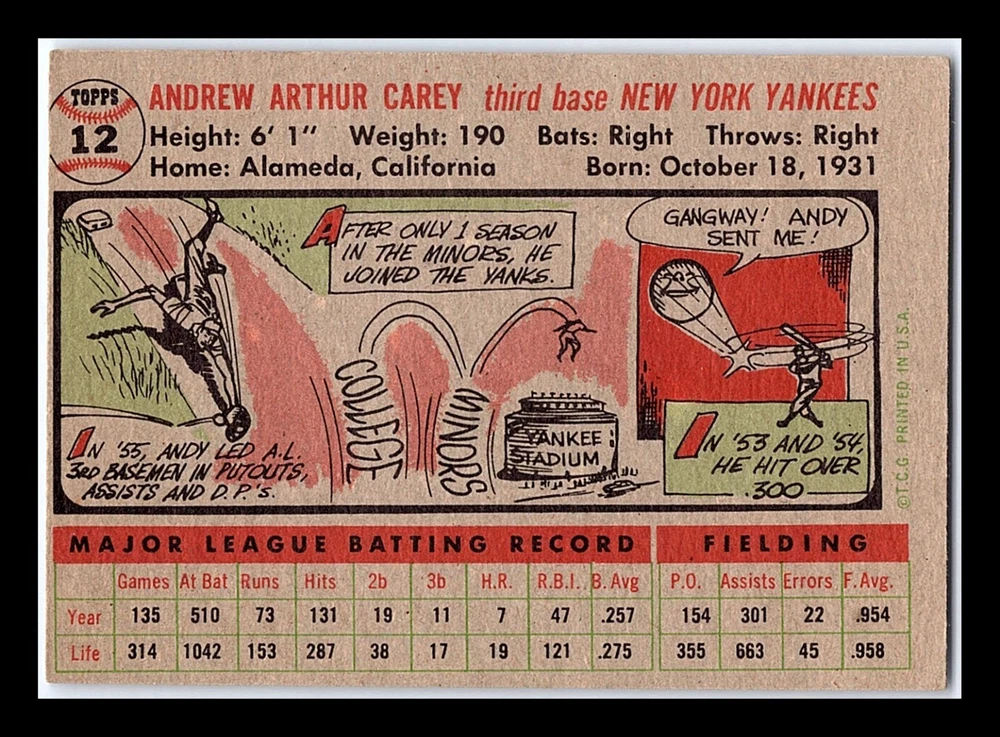 TOPPS
12
ANDREW ARTHUR CAREY third base NEW YORK YANKEES
Height: 6' 1" Weight: 190 Bats: Right Throws: Right
Home: Alameda, California Born: October 18, 1931
IN '55, ANDY LED A.L.
3RD BASEMEN IN PUTOUTS,
ASSISTS AND D.P.'S.
AFTER ONLY 1 SEASON
IN THE MINORS, HE
JOINED THE YANKS.
COLLEGE
MINORS
YANKEE
STADIUM
GANGWAY! ANDY
SENT ME!
IN '53 AND '54,
HE HIT OVER
.300
©T.C.G PRINTED IN U.S.A.
MAJOR LEAGUE BATTING RECORD FIELDING
Games At Bat Runs Hits 2b 3b H.R. R.B.I. B. Avg P.O. Assists Errors F. Avg.
Year 135 510 73 131 19 11 7 47 .257 154 301 22 .954
Life 314 1042 153 287 38 17 19 121 .275 355 663 45 .958